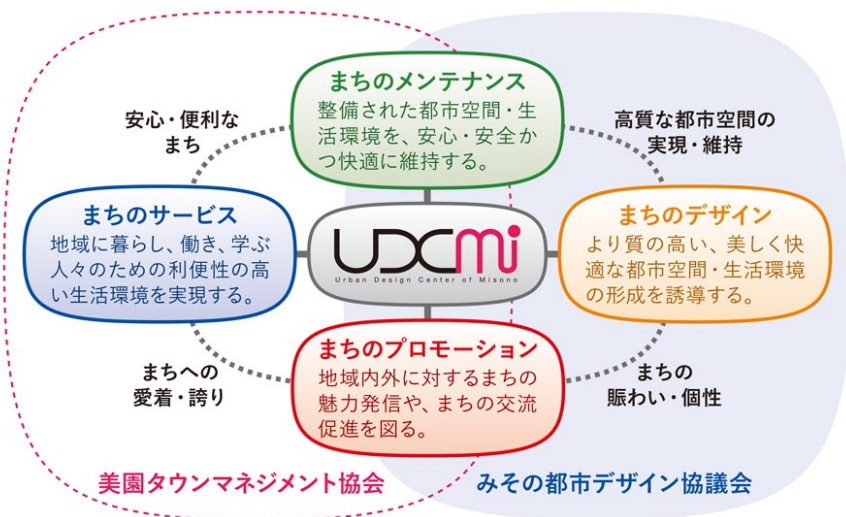 まちのメンテナンス
整備された都市空間・生
活環境を、安心・安全か
つ快適に維持する。
安心・便利な
まち
高質な都市空間の
実現・維持
まちのサービス
地域に暮らし、働き、学ぶ
人々のための利便性の高
い生活環境を実現する。
UDCMi
Urban Design Center of Misono
まちのデザイン
より質の高い、美しく快
適な都市空間・生活環境
の形成を誘導する。
まちのプロモーション
地域内外に対するまちの
魅力発信や、まちの交流
促進を図る。
まちへの
愛着・誇り
まちの
賑わい・個性
美園タウンマネジメント協会
みその都市デザイン協議会